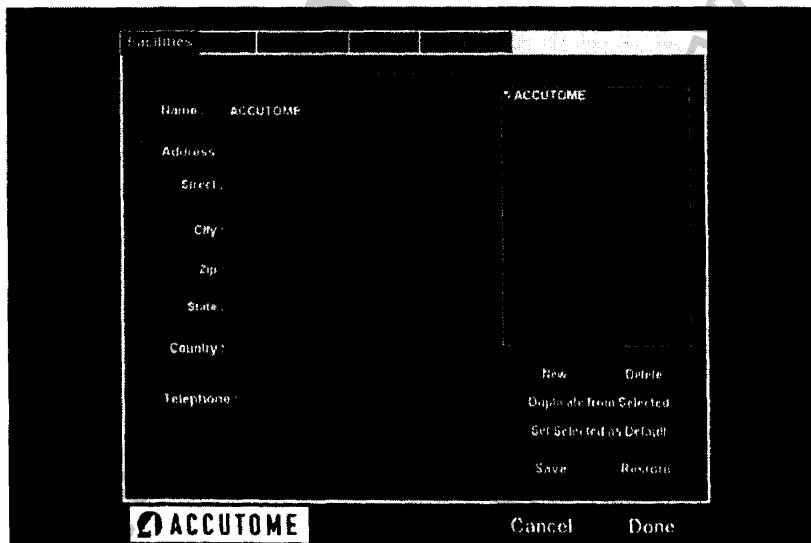 Facilities
* ACCUTOME
Name : ACCUTOME
Address
Street :
City :
Zip :
State :
Country :
Telephone :
New Delete
Duplicate from Selected
Set Selected as Default
Save Restore
ACCUTOME Cancel Done